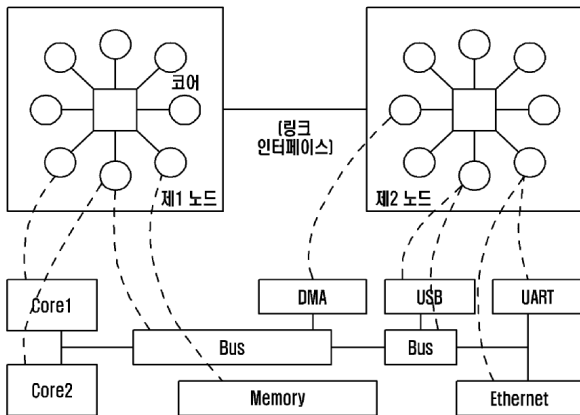 코어
(링크
인터페이스)
제1 노드
제2 노드
Core1
DMA
USB
UART
Bus
Bus
Core2
Memory
Ethernet